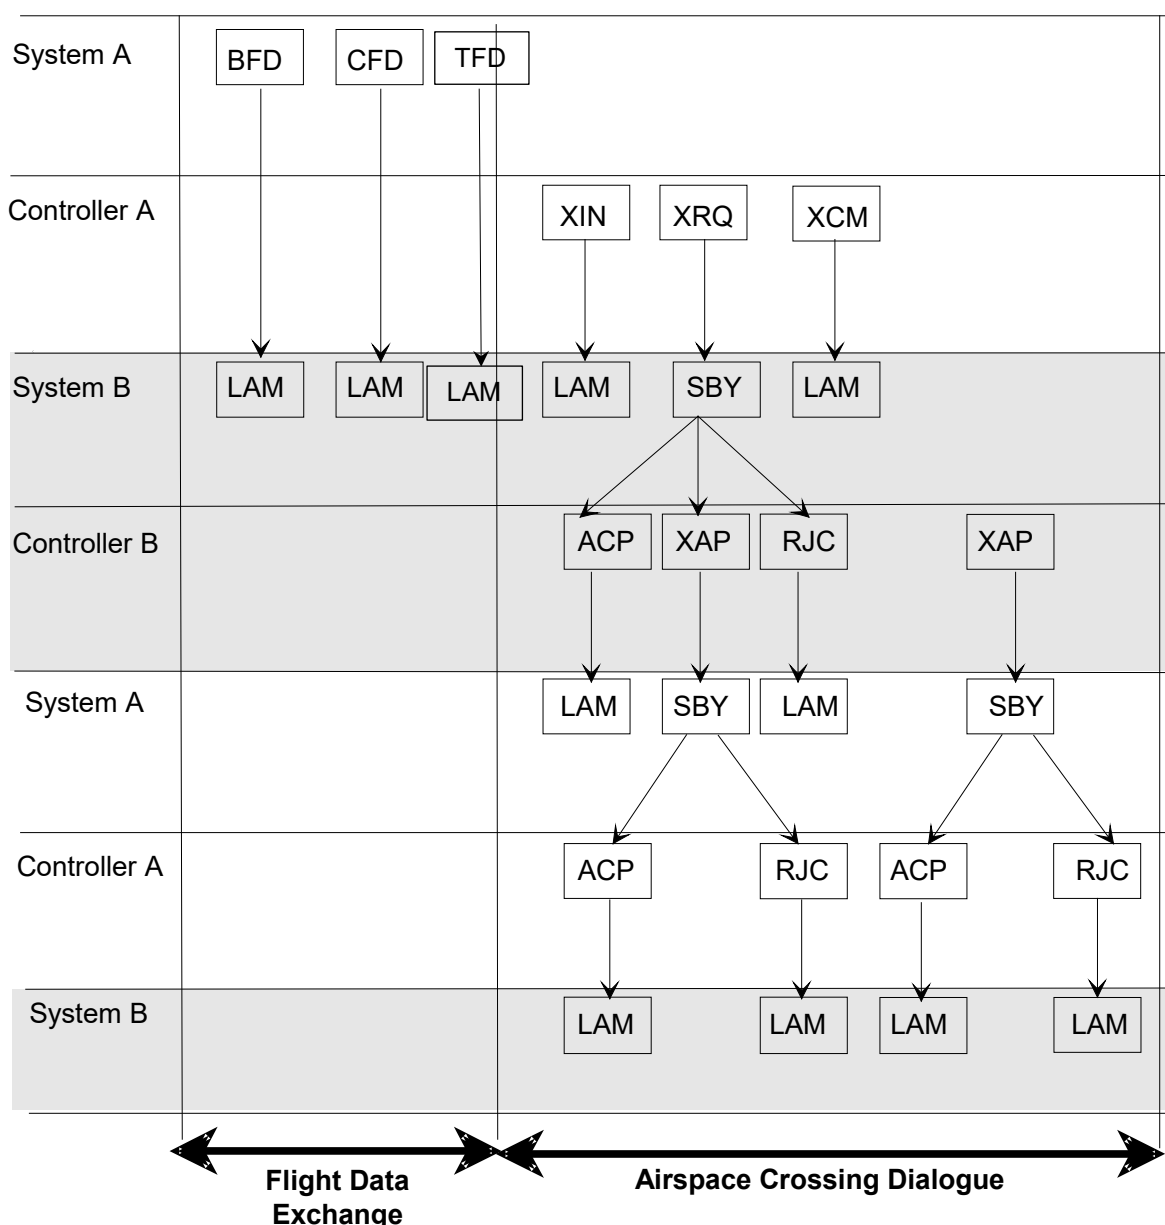 System A
BFD
CFD
TFD
Controller A
XIN
XRQ
XCM
System B
LAM
LAM
LAM
LAM
SBY
LAM
Controller B
ACP
XAP
RJC
XAP
System A
LAM
SBY
LAM
SBY
Controller A
ACP
RJC
ACP
RJC
System B
LAM
LAM
LAM
LAM
Flight Data
Exchange
Airspace Crossing Dialogue